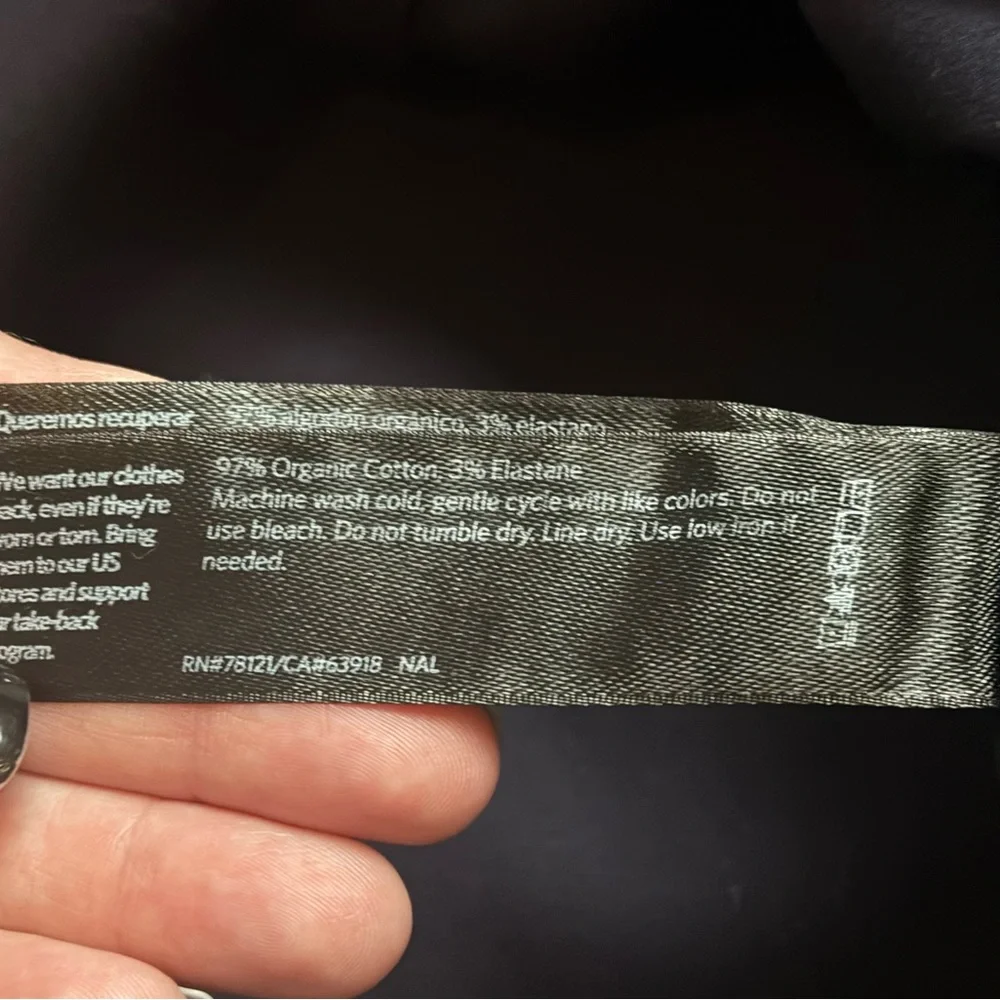 Queremos recuperar
We want our clothes
back, even if they're
worn or torn. Bring
them to our US
stores and support
our take-back
program.
97% algodón orgánico, 3% elastano
97% Organic Cotton, 3% Elastane
Machine wash cold, gentle cycle with like colors. Do not
use bleach. Do not tumble dry. Line dry. Use low iron if
needed.
RN#78121/CA#63918 NAL